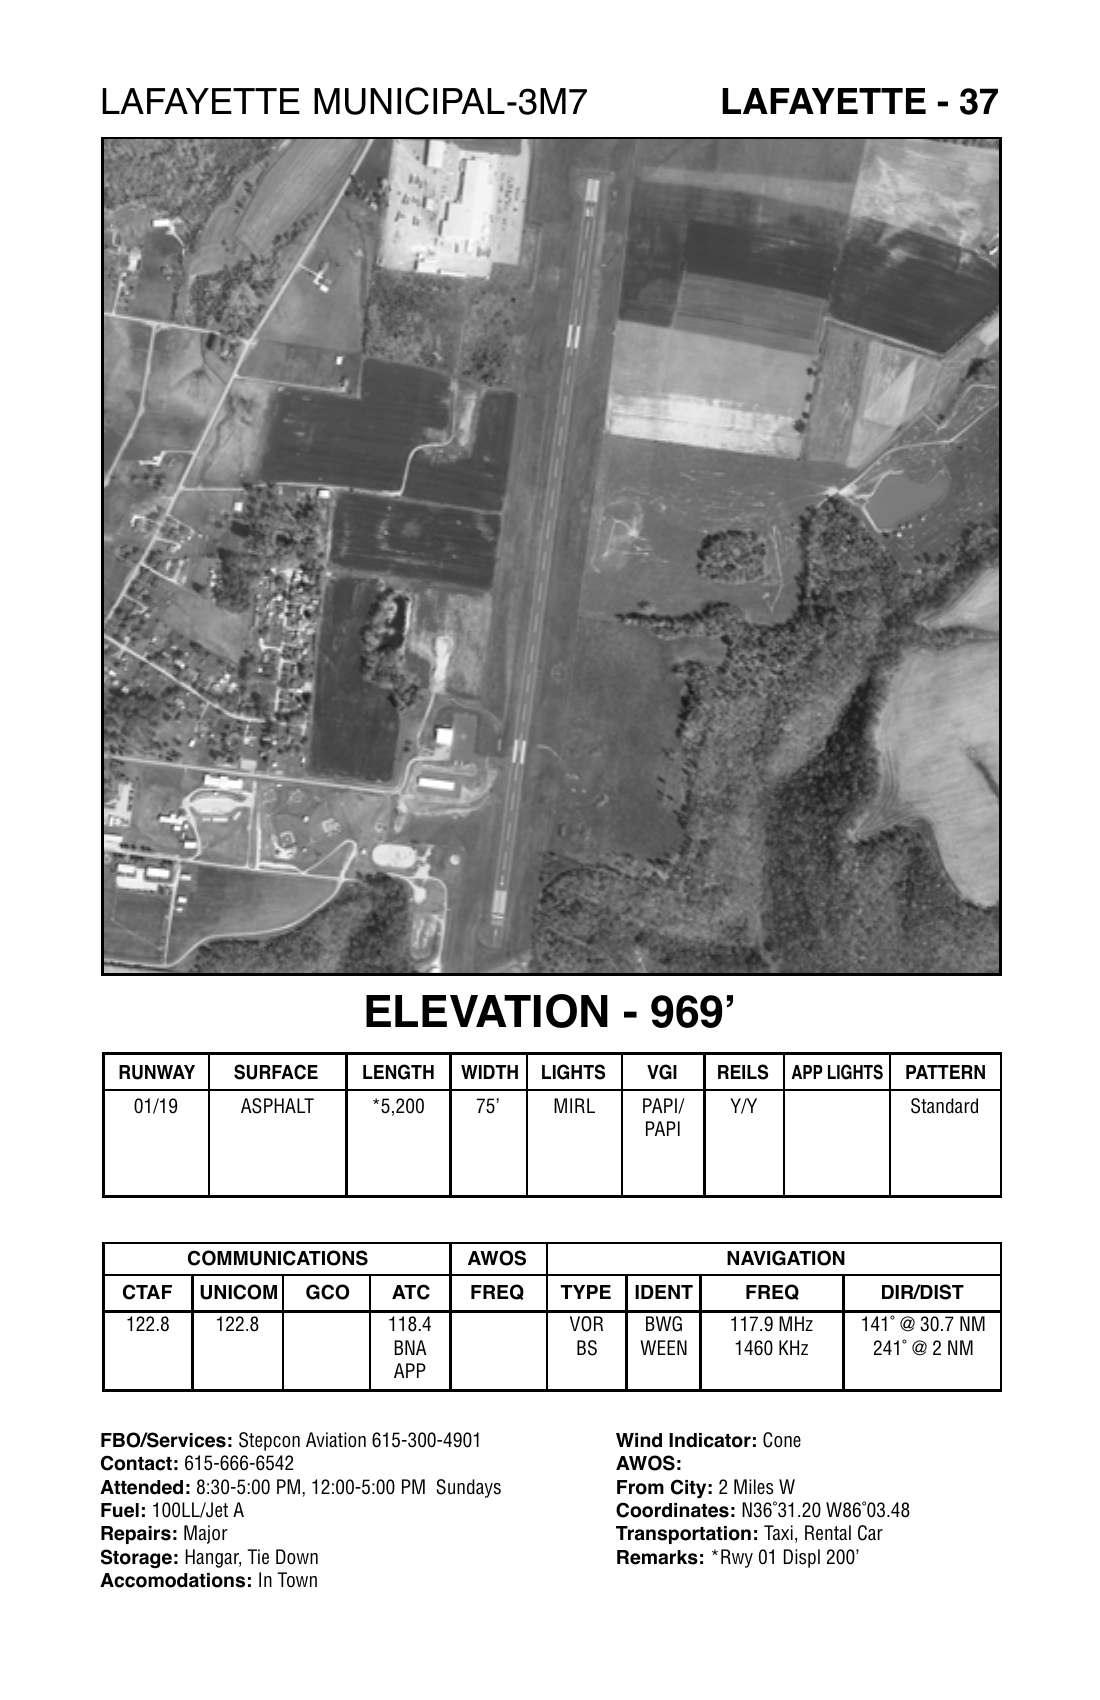 LAFAYETTE MUNICIPAL-3M7 LAFAYETTE - 37
ELEVATION - 969’
RUNWAY SURFACE LENGTH WIDTH LIGHTS VGI REILS APP LIGHTS PATTERN
01/19 ASPHALT *5,200 75’ MIRL PAPI/ Y/Y Standard
PAPI
COMMUNICATIONS AWOS NAVIGATION
CTAF UNICOM GCO ATC FREQ TYPE IDENT FREQ DIR/DIST
122.8 122.8 118.4 VOR BWG 117.9 MHz 141˚ @ 30.7 NM
BNA BS WEEN 1460 KHz 241˚ @ 2 NM
APP
FBO/Services: Stepcon Aviation 615-300-4901
Contact: 615-666-6542
Attended: 8:30-5:00 PM, 12:00-5:00 PM Sundays
Fuel: 100LL/Jet A
Repairs: Major
Storage: Hangar, Tie Down
Accomodations: In Town
Wind Indicator: Cone
AWOS:
From City: 2 Miles W
Coordinates: N36˚31.20 W86˚03.48
Transportation: Taxi, Rental Car
Remarks: *Rwy 01 Displ 200’